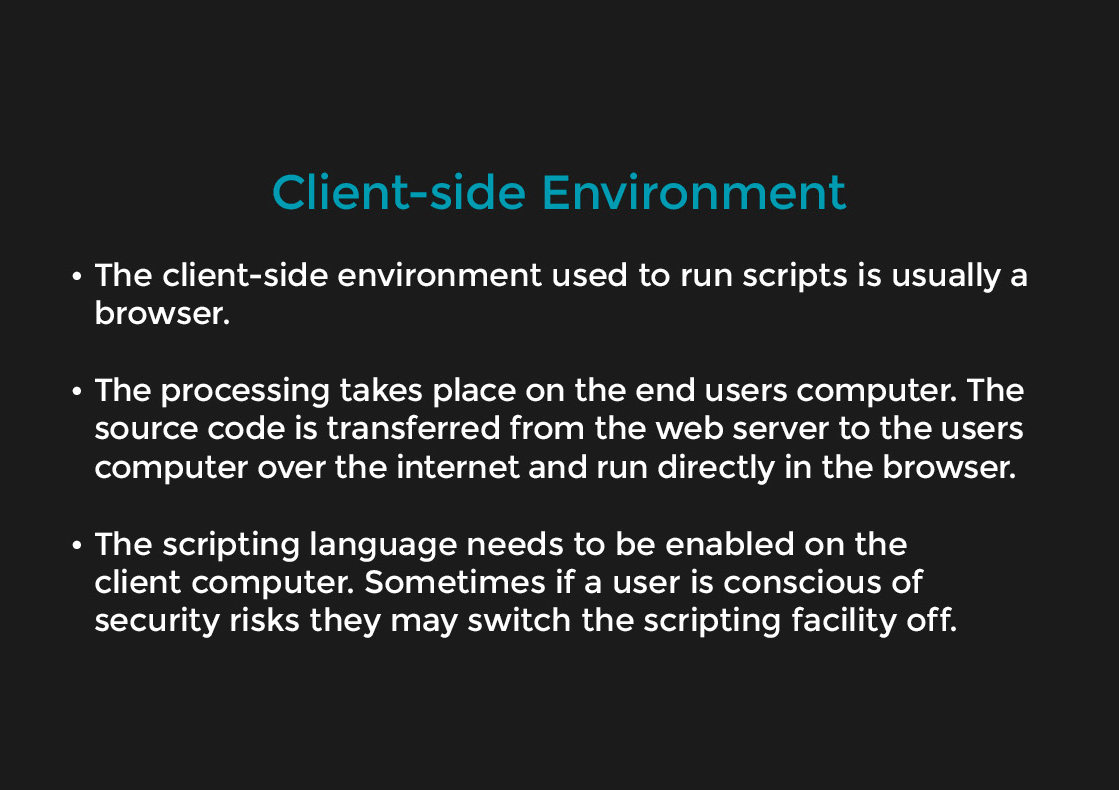 Client-side Environment
• The client-side environment used to run scripts is usually a
browser.
• The processing takes place on the end users computer. The
source code is transferred from the web server to the users
computer over the internet and run directly in the browser.
• The scripting language needs to be enabled on the
client computer. Sometimes if a user is conscious of
security risks they may switch the scripting facility off.